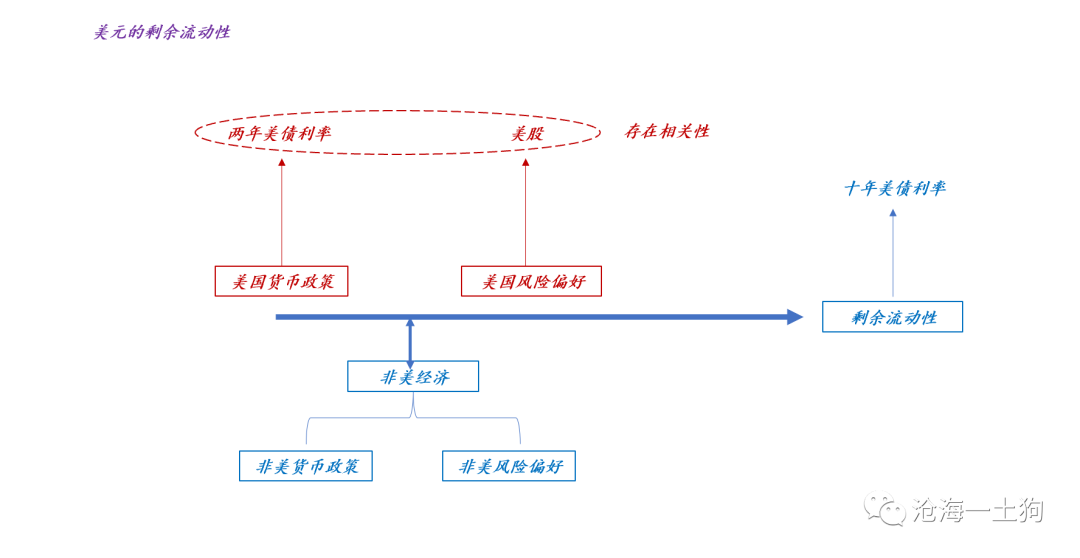 美元的剩余流动性
两年美债利率
美股
存在相关性
十年美债利率
美国货币政策
美国风险偏好
剩余流动性
非美经济
非美货币政策
非美风险偏好
沧海一土狗